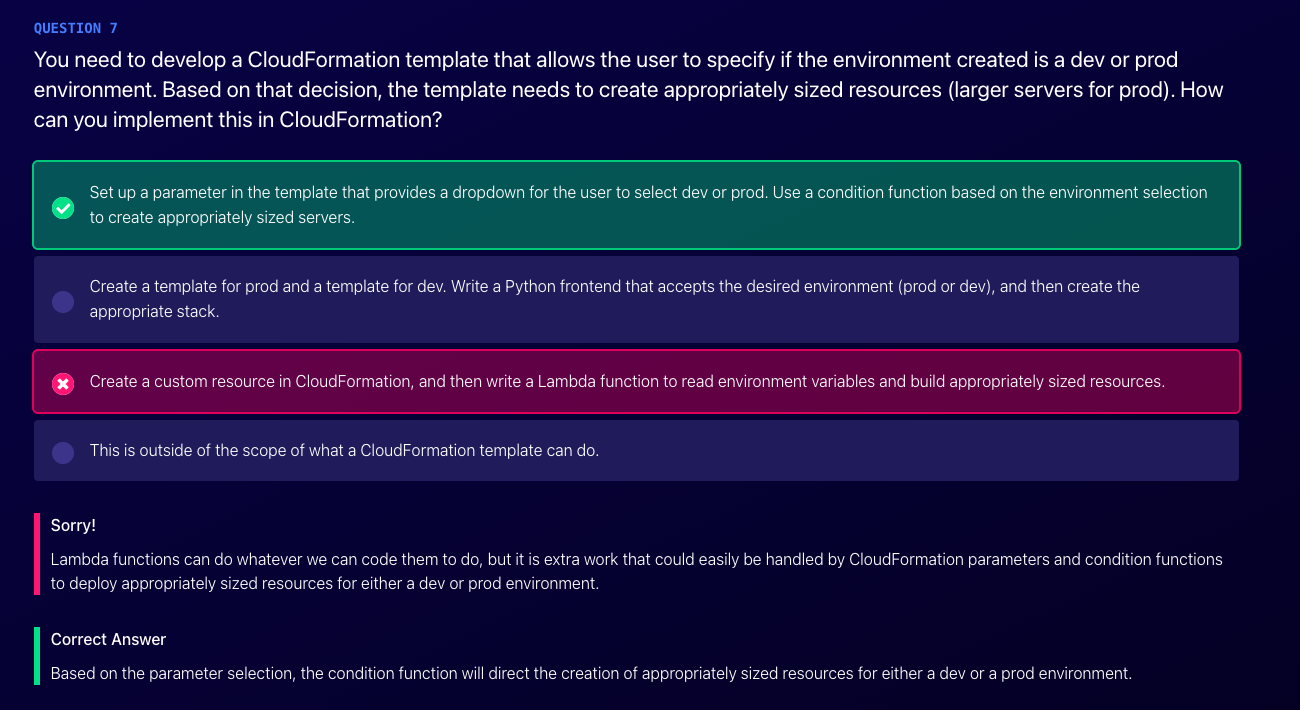 QUESTION 7
You need to develop a CloudFormation template that allows the user to specify if the environment created is a dev or prod
environment. Based on that decision, the template needs to create appropriately sized resources (larger servers for prod). How
can you implement this in CloudFormation?
Set up a parameter in the template that provides a dropdown for the user to select dev or prod. Use a condition function based on the environment selection
to create appropriately sized servers.
Create a template for prod and a template for dev. Write a Python frontend that accepts the desired environment (prod or dev), and then create the
appropriate stack.
Create a custom resource in CloudFormation, and then write a Lambda function to read environment variables and build appropriately sized resources.
This is outside of the scope of what a CloudFormation template can do.
Sorry!
Lambda functions can do whatever we can code them to do, but it is extra work that could easily be handled by CloudFormation parameters and condition functions
to deploy appropriately sized resources for either a dev or prod environment.
Correct Answer
Based on the parameter selection, the condition function will direct the creation of appropriately sized resources for either a dev or a prod environment.